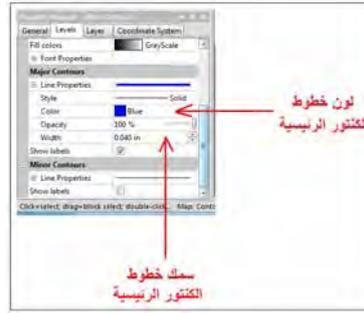 General Levels Layer Coordinate System
Fill colors GrayScale
Font Properties
Major Contours
Line Properties
Style Solid
Color Blue
Opacity 100 %
Width 0.040 in
Show labels
Minor Contours
Line Properties
Show labels
Click=select; drag=block select; double-click... Map: Conto
لون خطوط
الكنتور الرئيسية
سمك خطوط
الكنتور الرئيسية